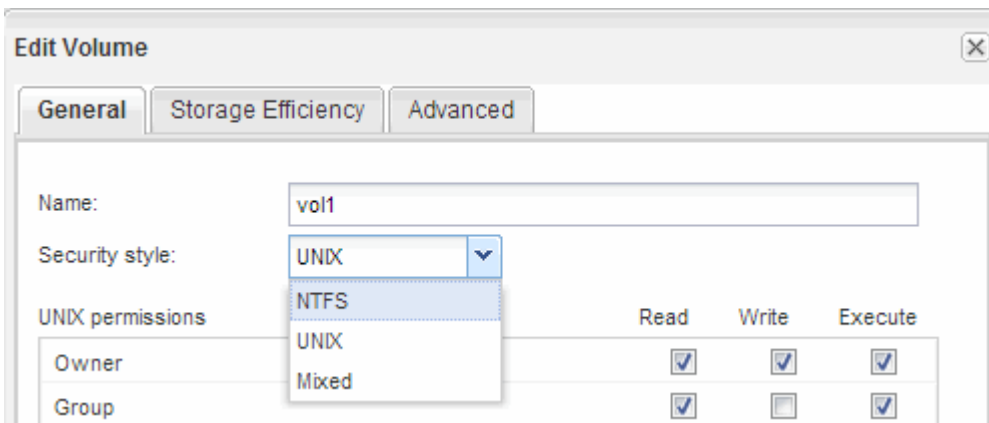 Edit Volume
General Storage Efficiency Advanced
Name: vol1
Security style: UNIX
NTFS
UNIX permissions Read Write Execute
UNIX
Owner
Mixed
Group